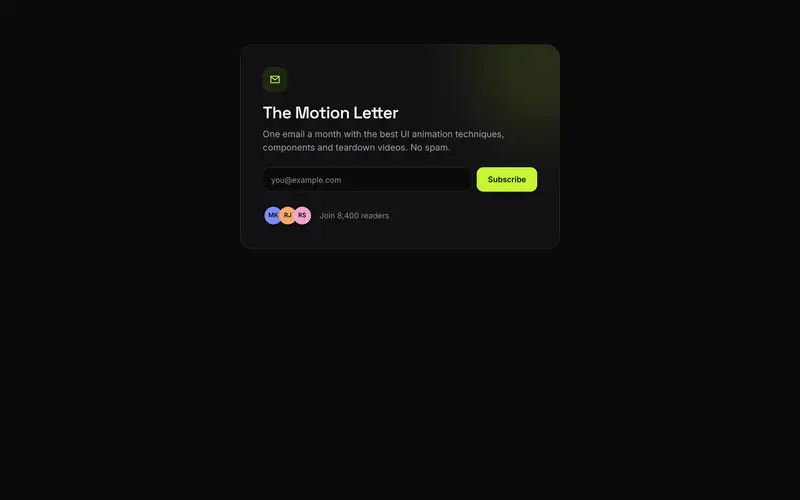 The Motion Letter
One email a month with the best UI animation techniques,
components and teardown videos. No spam.
you@example.com
Subscribe
MK RJ RS Join 8,400 readers